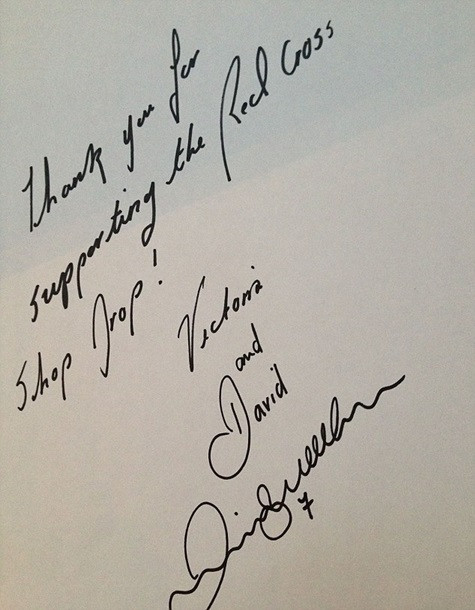 Thank you for
supporting the Red Cross
Shop Drop!
Victoria
and
David
7